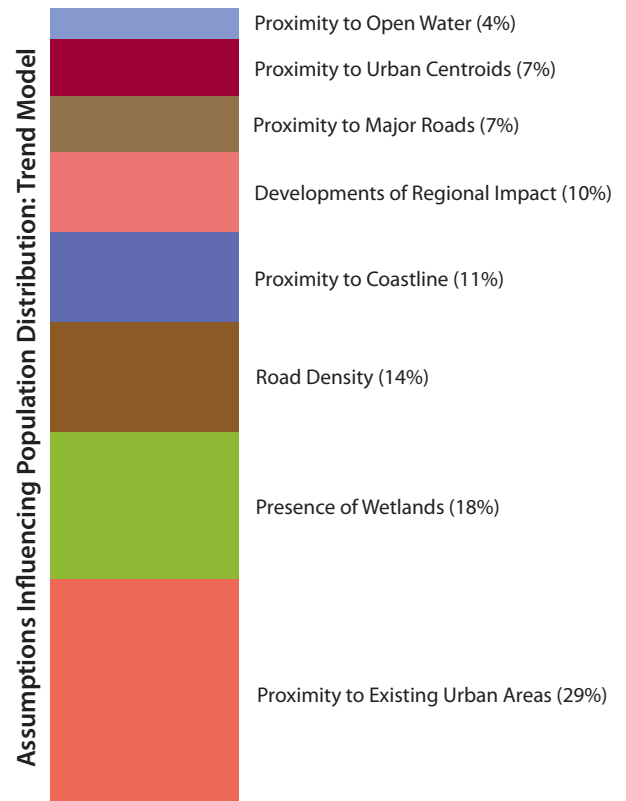 Assumptions Influencing Population Distribution: Trend Model
Proximity to Open Water (4%)
Proximity to Urban Centroids (7%)
Proximity to Major Roads (7%)
Developments of Regional Impact (10%)
Proximity to Coastline (11%)
Road Density (14%)
Presence of Wetlands (18%)
Proximity to Existing Urban Areas (29%)